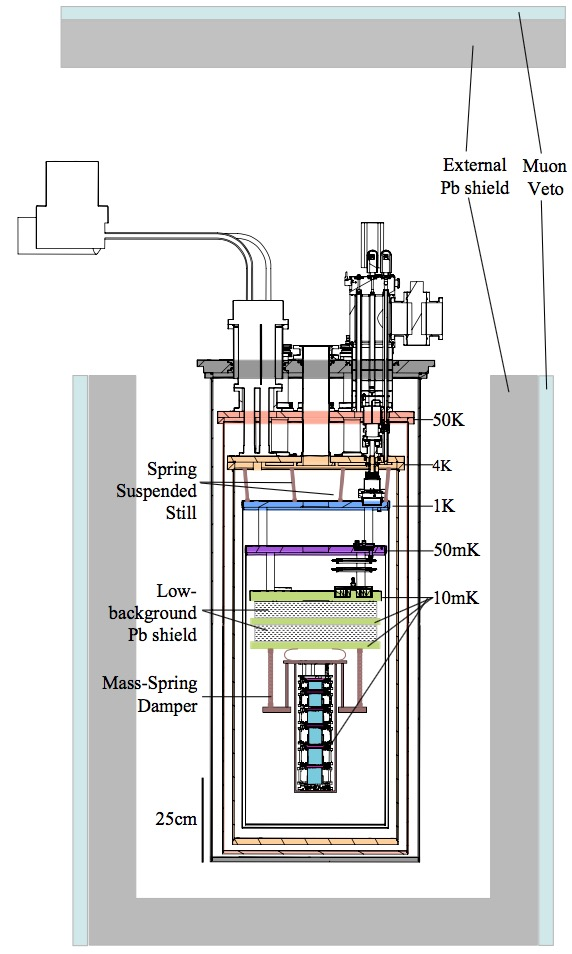 External
Pb shield
Muon
Veto
50K
4K
Spring
Suspended
Still
1K
50mK
Low-
background
Pb shield
10mK
Mass-Spring
Damper
25cm